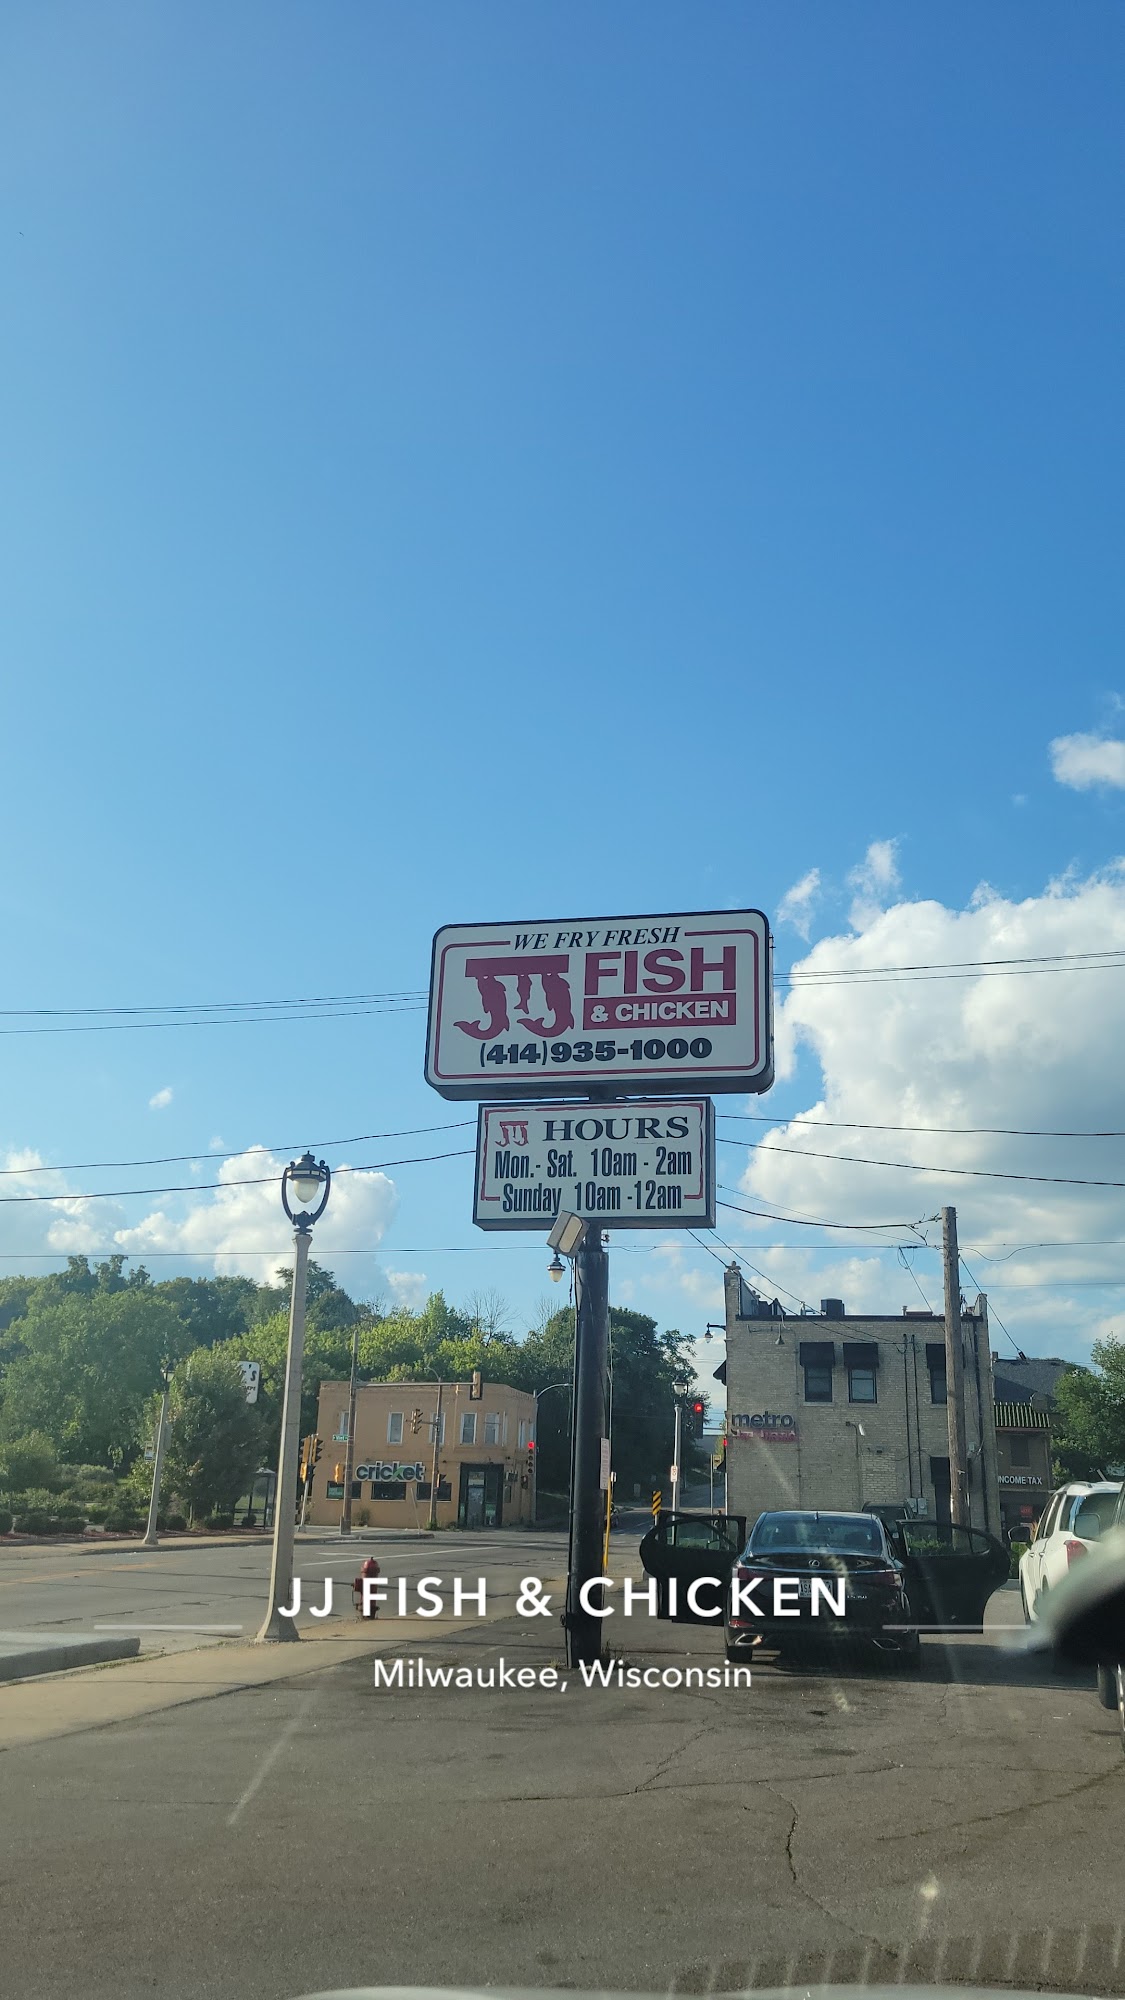 WE FRY FRESH
JJ FISH
& CHICKEN
(414)935-1000
JJ HOURS
Mon.- Sat. 10am - 2am
Sunday 10am -12am
cricket
metro
INCOME TAX
JJ FISH & CHICKEN
Milwaukee, Wisconsin